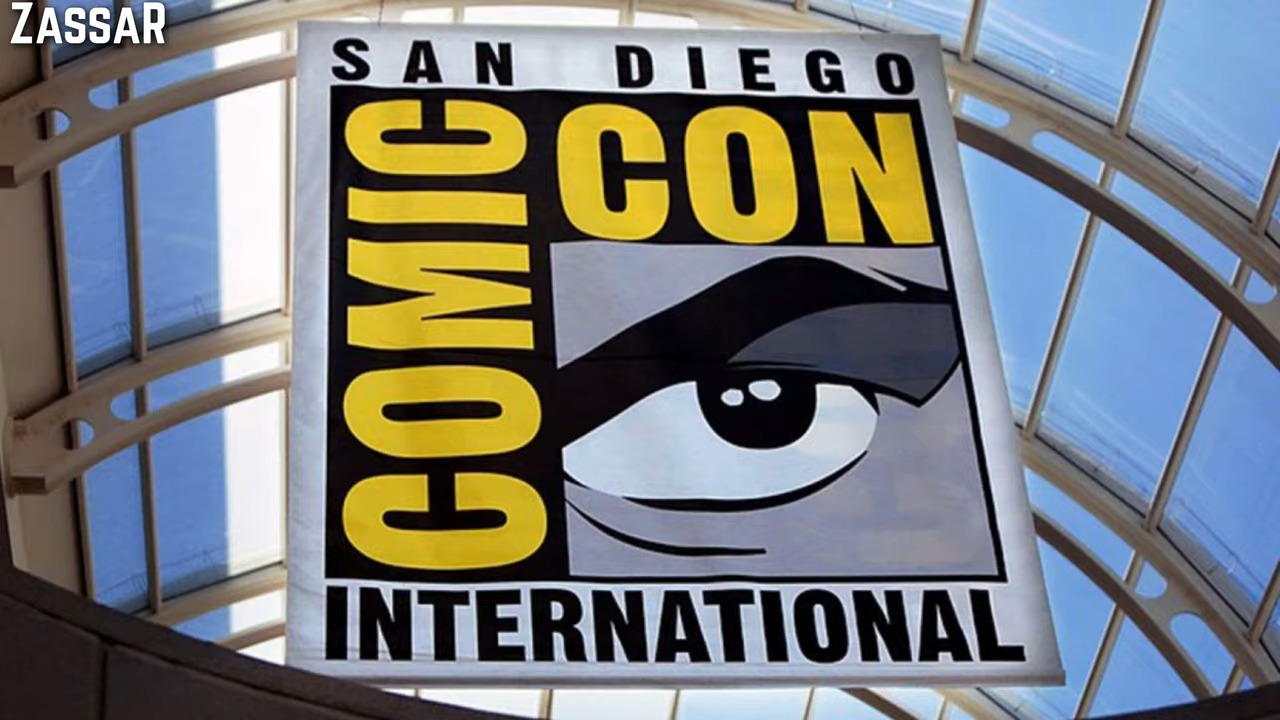 ZASSAR
SAN DIEGO
COMIC
CON
INTERNATIONAL